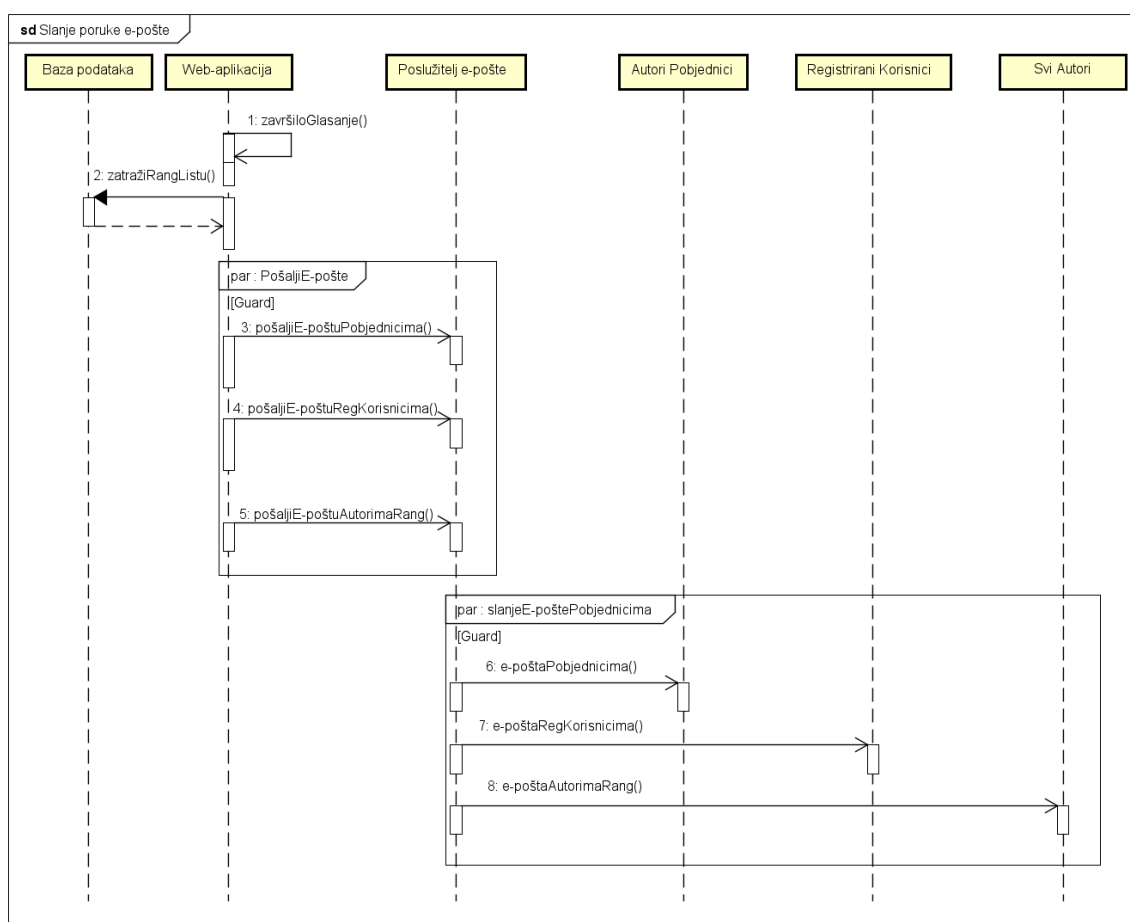 sd Slanje poruke e-pošte
Baza podataka
Web-aplikacija
Poslužitelj e-pošte
Autori Pobjednici
Registrirani Korisnici
Svi Autori
1: završiloGlasanje()
2: zatražiRangListu()
par : PošaljiE-pošte
[Guard]
3: pošaljiE-poštuPobjednicima()
4: pošaljiE-poštuRegKorisnicima()
5: pošaljiE-poštuAutorimaRang()
par : slanjeE-poštePobjednicima
[Guard]
6: e-poštaPobjednicima()
7: e-poštaRegKorisnicima()
8: e-poštaAutorimaRang()